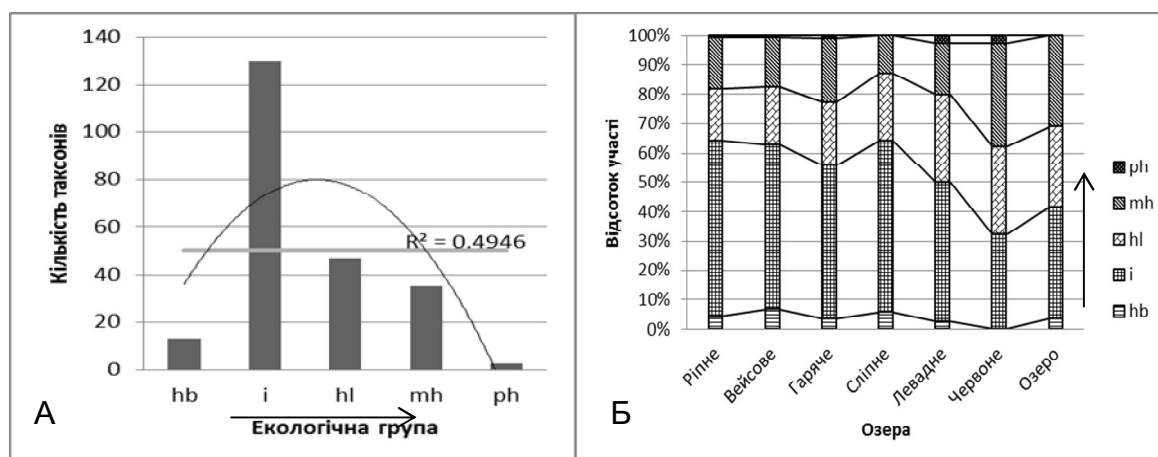 140
120
100
80
60
40
20
0
Кількість таксонів
R² = 0.4946
hb i hl mh ph
Екологічна група
А
100%
90%
80%
70%
60%
50%
40%
30%
20%
10%
0%
Відсоток участі
Ріпне Вейсове Гаряче Сліпне Левадне Червоне Озеро
Озера
ph
mh
hl
i
hb
Б